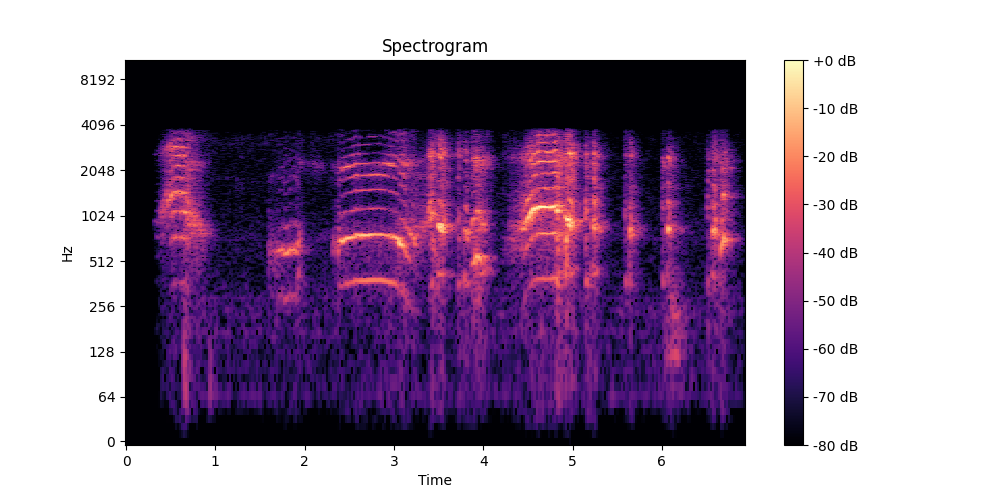 Spectrogram
8192
4096
2048
1024
512
256
128
64
0
Hz
0 1 2 3 4 5 6
Time
+0 dB
-10 dB
-20 dB
-30 dB
-40 dB
-50 dB
-60 dB
-70 dB
-80 dB